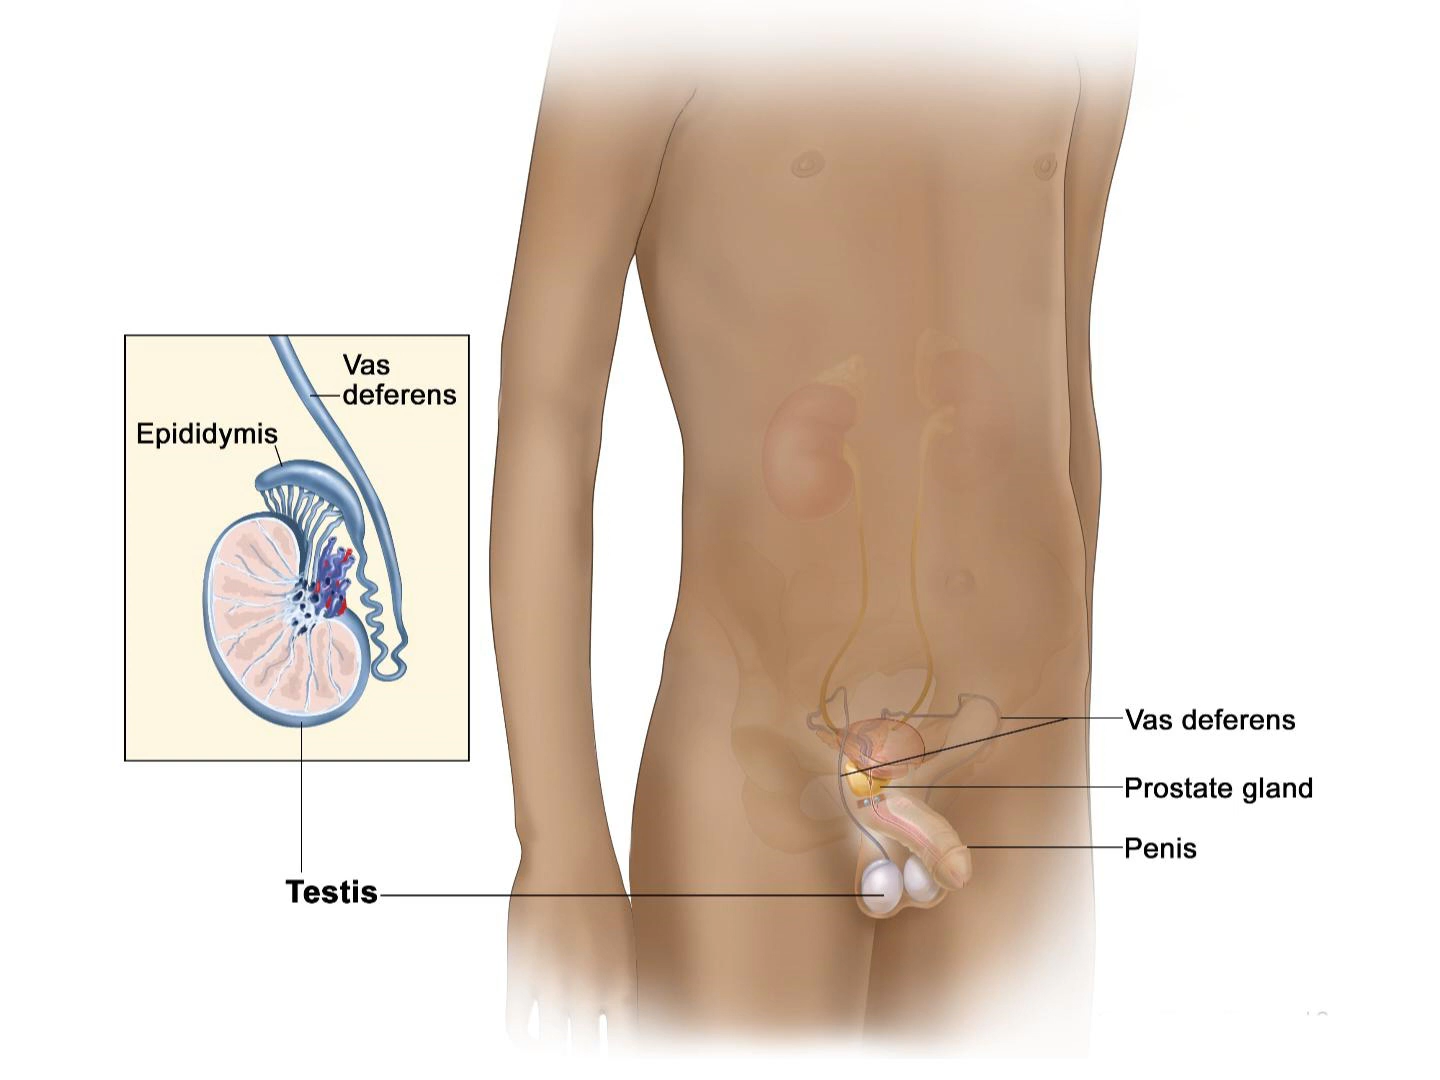 Vas
deferens
Epididymis
Vas deferens
Prostate gland
Penis
Testis